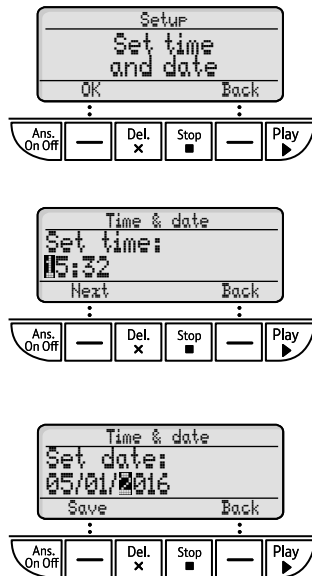 Setup
Set time
and date
OK Back
Ans.
On Off
Del.
Stop
Play
Time & date
Set time:
15:32
Next Back
Ans.
On Off
Del.
Stop
Play
Time & date
Set date:
05/01/2016
Save Back
Ans.
On Off
Del.
Stop
Play